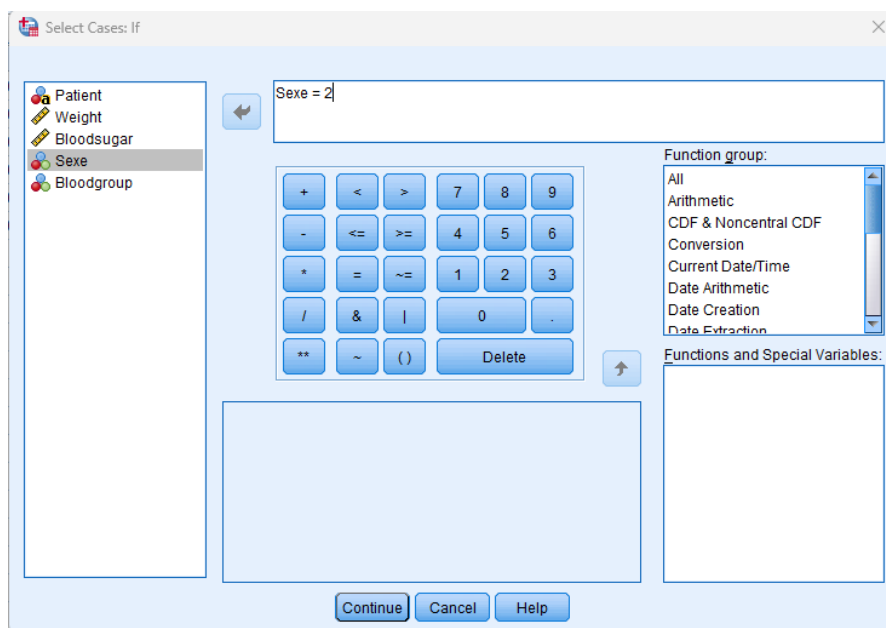 Select Cases: If
Patient
Weight
Bloodsugar
Sexe
Bloodgroup
Sexe = 2
+ < > 7 8 9
- <= >= 4 5 6
* = ~= 1 2 3
/ & | 0 .
** ~ ( ) Delete
Function group:
All
Arithmetic
CDF & Noncentral CDF
Conversion
Current Date/Time
Date Arithmetic
Date Creation
Date Extraction
Functions and Special Variables:
Continue Cancel Help